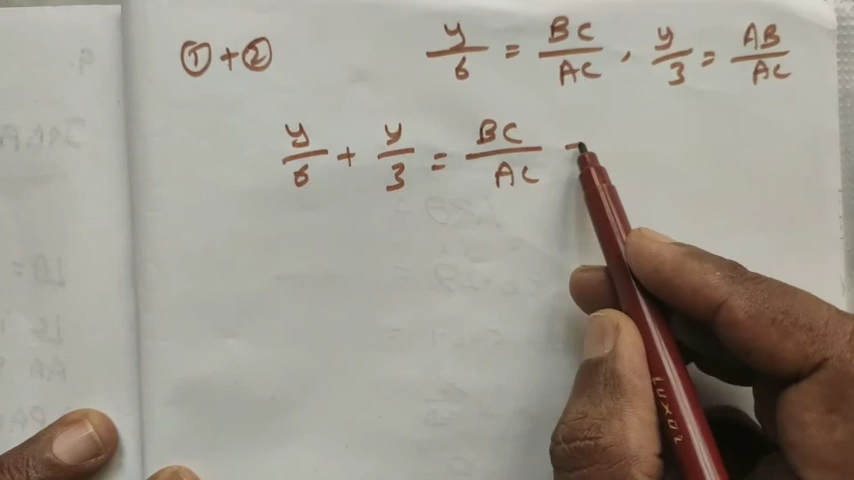 ① + ② y/6 = BC/AC , y/3 = AB/AC
y/6 + y/3 = BC/AC -
LUXOR